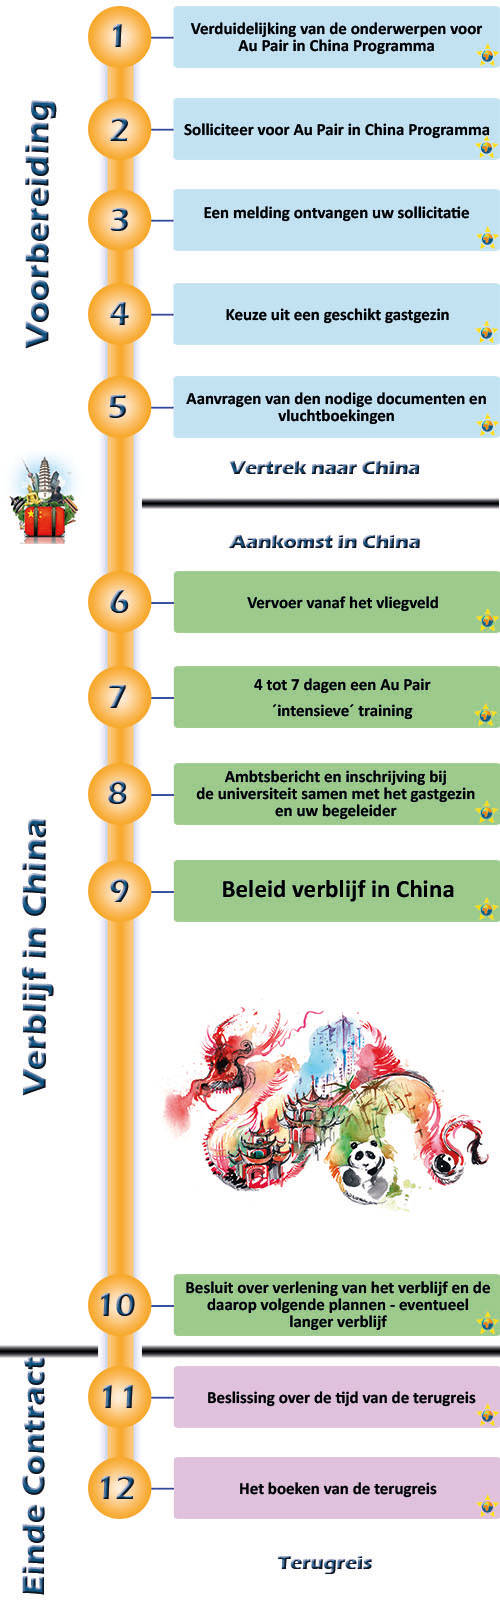 Voorbereiding
1
Verduidelijking van de onderwerpen voor
Au Pair in China Programma
2
Solliciteer voor Au Pair in China Programma
3
Een melding ontvangen uw sollicitatie
4
Keuze uit een geschikt gastgezin
5
Aanvragen van den nodige documenten en
vluchtboekingen
Vertrek naar China
Aankomst in China
Verblijf in China
6
Vervoer vanaf het vliegveld
7
4 tot 7 dagen een Au Pair
´intensieve´ training
8
Ambtsbericht en inschrijving bij
de universiteit samen met het gastgezin
en uw begeleider
9
Beleid verblijf in China
10
Besluit over verlening van het verblijf en de
daarop volgende plannen - eventueel
langer verblijf
Einde Contract
11
Beslissing over de tijd van de terugreis
12
Het boeken van de terugreis
Terugreis